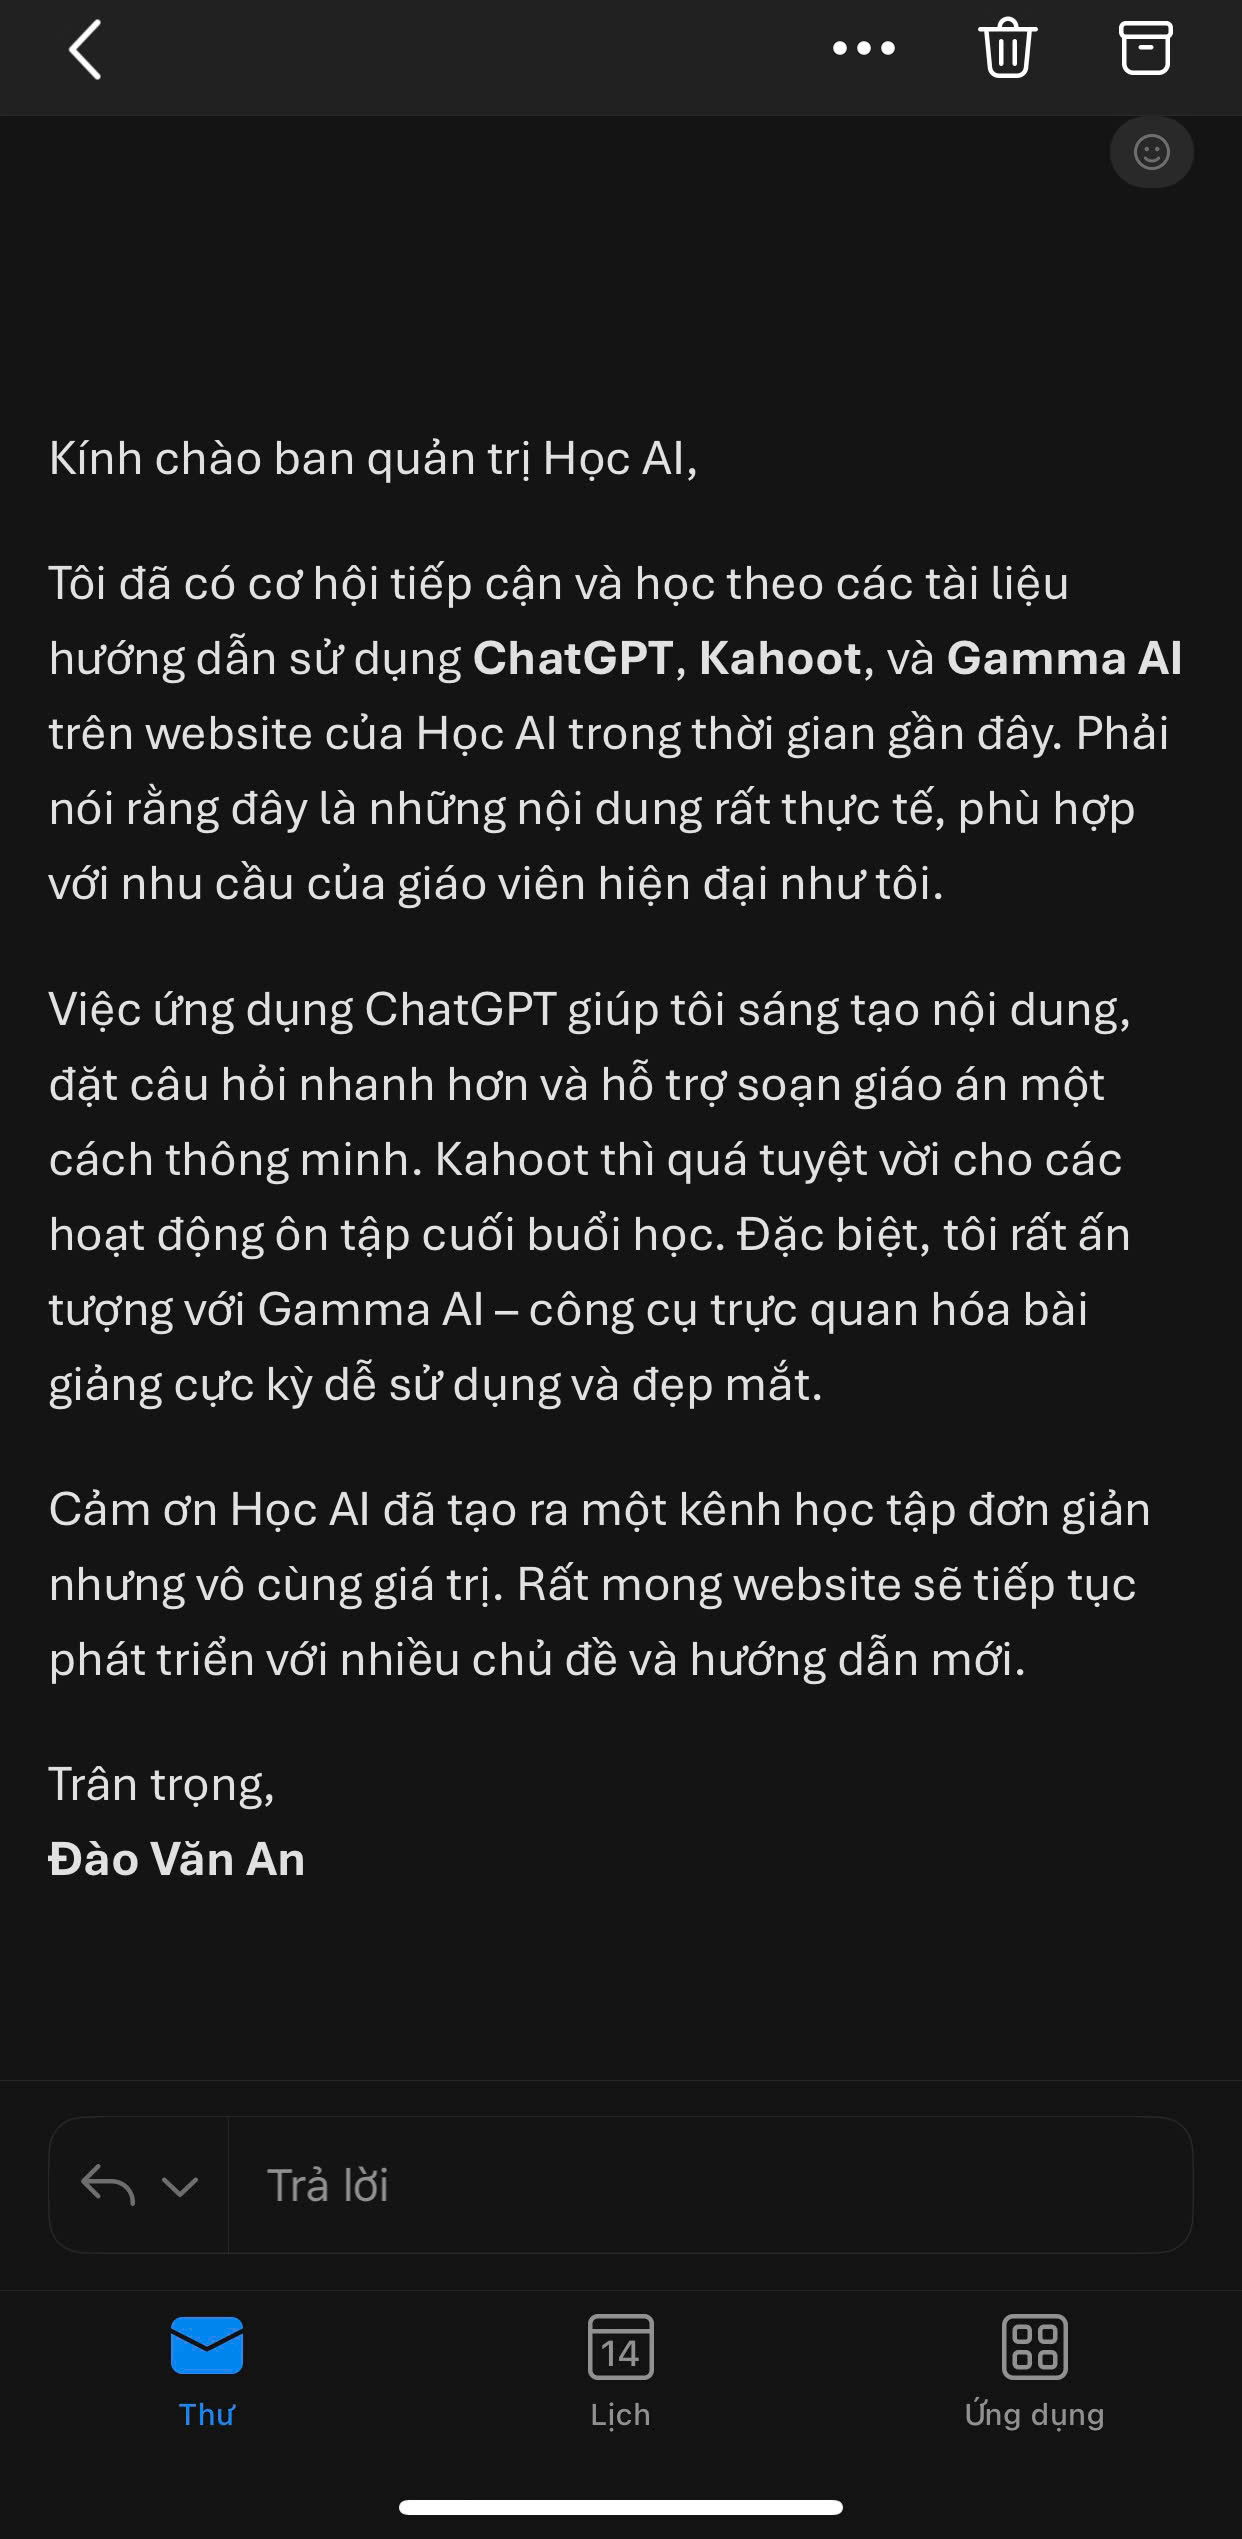 Kính chào ban quản trị Học AI,
Tôi đã có cơ hội tiếp cận và học theo các tài liệu
hướng dẫn sử dụng ChatGPT, Kahoot, và Gamma AI
trên website của Học AI trong thời gian gần đây. Phải
nói rằng đây là những nội dung rất thực tế, phù hợp
với nhu cầu của giáo viên hiện đại như tôi.
Việc ứng dụng ChatGPT giúp tôi sáng tạo nội dung,
đặt câu hỏi nhanh hơn và hỗ trợ soạn giáo án một
cách thông minh. Kahoot thì quá tuyệt vời cho các
hoạt động ôn tập cuối buổi học. Đặc biệt, tôi rất ấn
tượng với Gamma AI – công cụ trực quan hóa bài
giảng cực kỳ dễ sử dụng và đẹp mắt.
Cảm ơn Học AI đã tạo ra một kênh học tập đơn giản
nhưng vô cùng giá trị. Rất mong website sẽ tiếp tục
phát triển với nhiều chủ đề và hướng dẫn mới.
Trân trọng,
Đào Văn An
Trả lời
14
Thư
Lịch
Ứng dụng